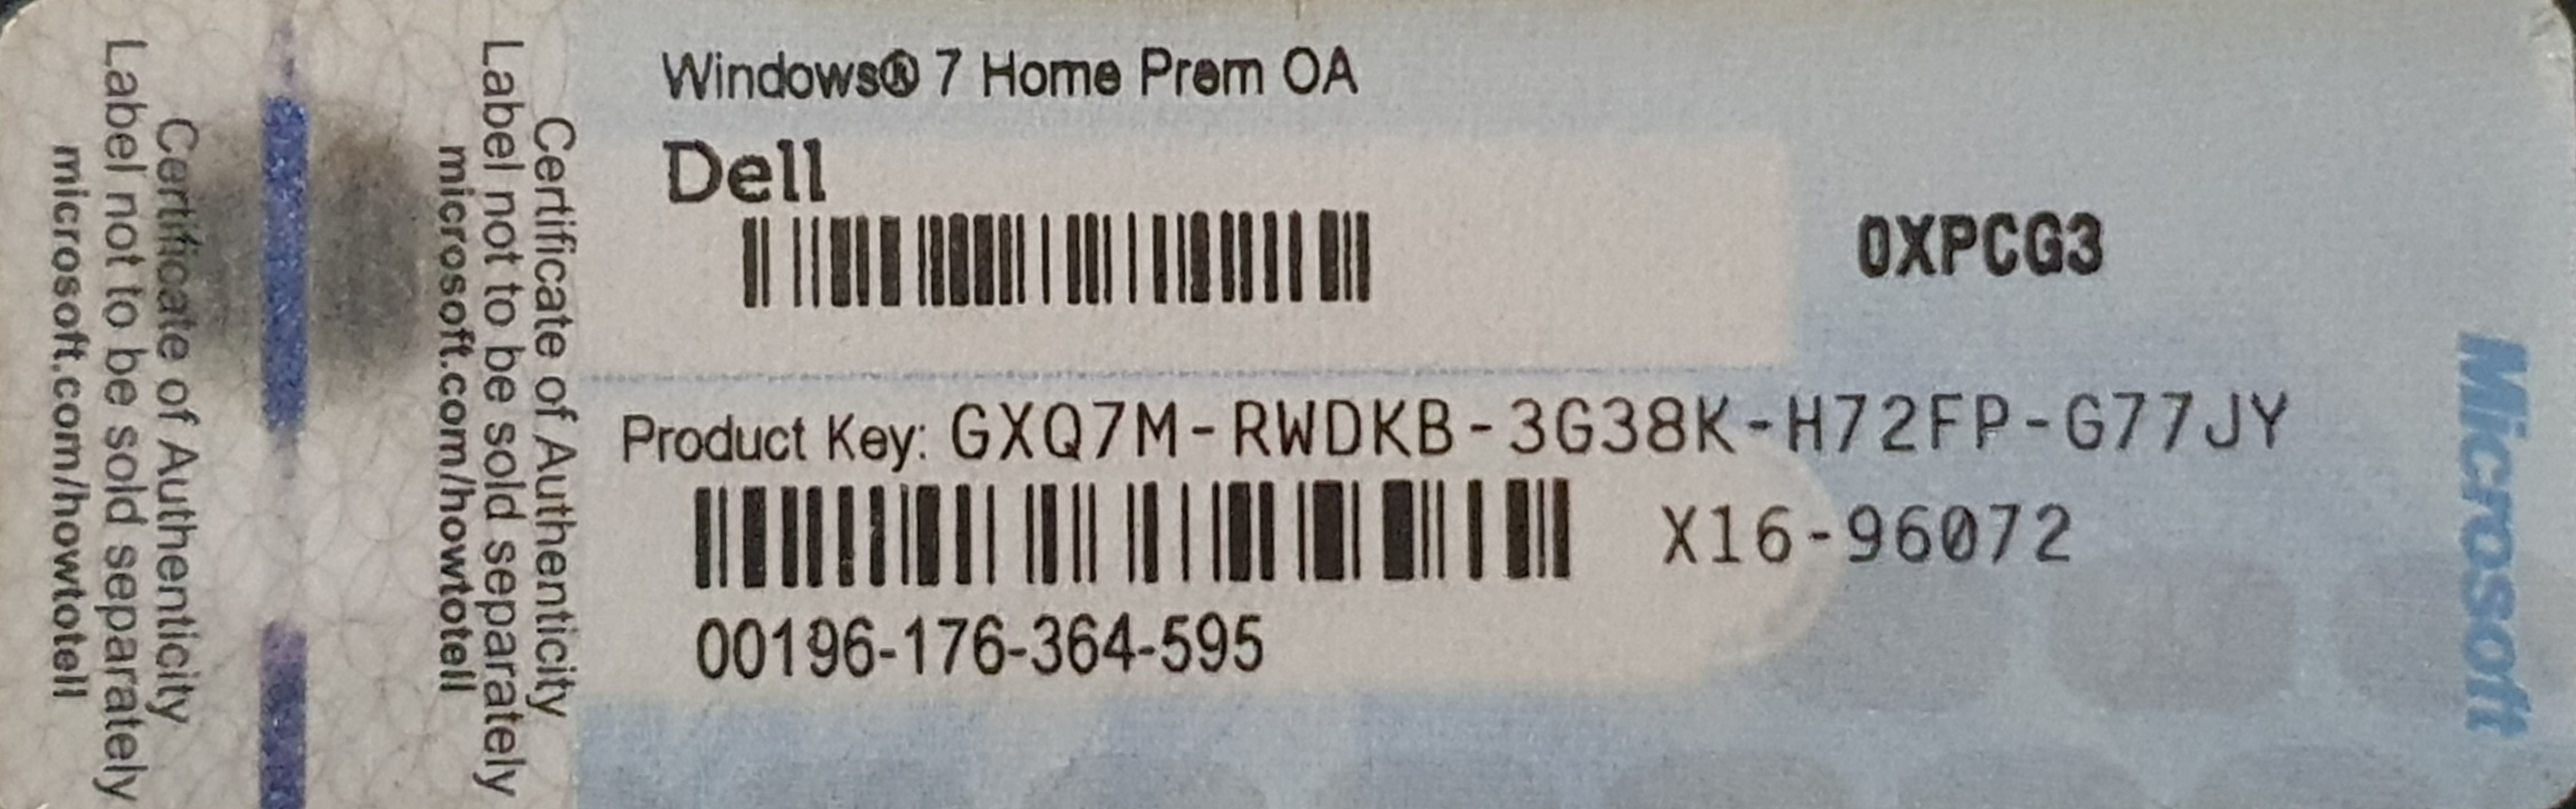 Certificate of Authenticity
Label not to be sold separately
microsoft.com/howtotell
Certificate of Authenticity
Label not to be sold separately
microsoft.com/howtotell
Windows® 7 Home Prem OA
Dell
0XPCG3
Product Key: GXQ7M-RWDKB-3G38K-H72FP-G77JY
X16-96072
00196-176-364-595
Microsoft